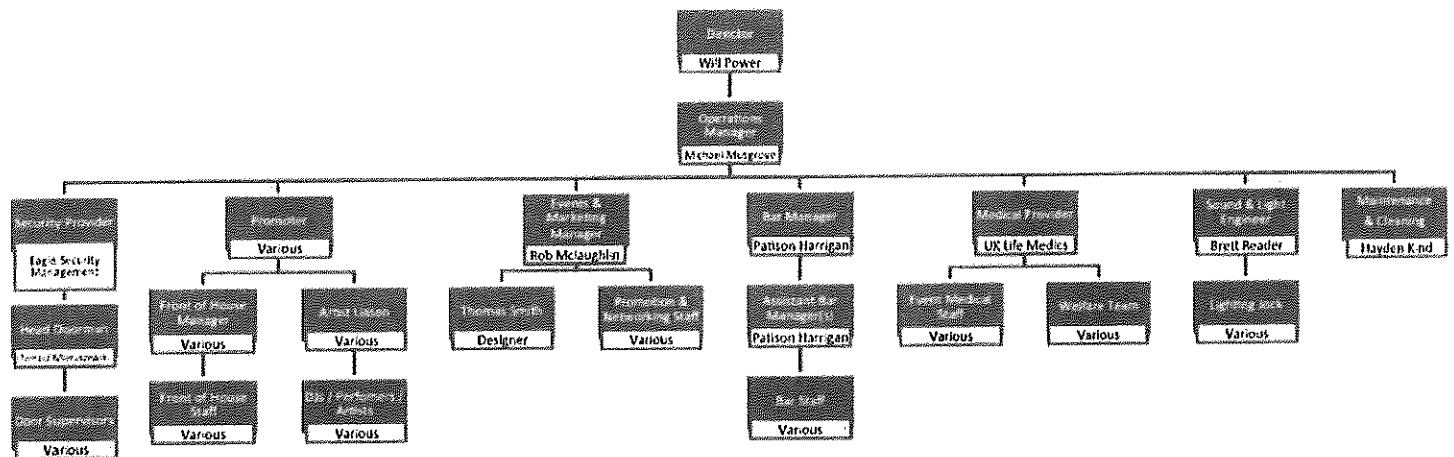 Director
Will Power
Operations
Manager
Michael Musgrove
Security Provider
Eagle Security
Management
Promoter
Various
Events &
Marketing
Manager
Rob Mclaughlin
Bar Manager
Patison Harrigan
Medical Provider
UK Life Medics
Sound & Light
Engineer
Brett Reader
Maintenance
& Cleaning
Hayden Kind
Head Doorman
Front of House
Manager
Various
Artist Liason
Various
Thomas Smith
Designer
Promotion &
Networking Staff
Various
Assistant Bar
Manager(s)
Patison Harrigan
Event Medical
Staff
Various
Welfare Team
Various
Lighting Jock
Various
Door Supervisors
Various
Front of House
Staff
Various
DJs / Performers /
Artists
Various
Bar Staff
Various